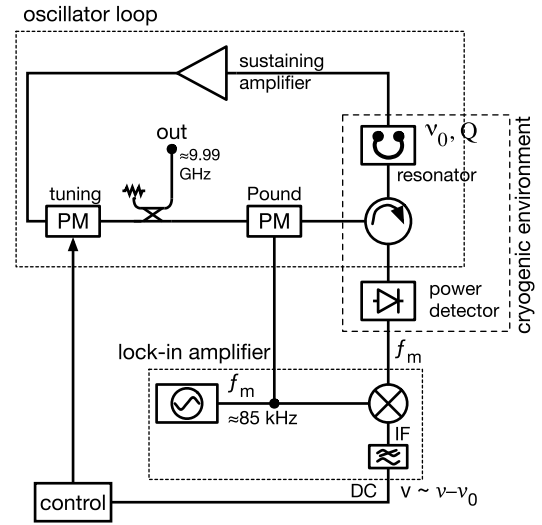 oscillator loop
sustaining
amplifier
out
≈9.99
GHz
ν0, Q
resonator
tuning
PM
Pound
PM
cryogenic environment
power
detector
fm
lock-in amplifier
fm
≈85 kHz
IF
DC
v ~ ν–ν0
control